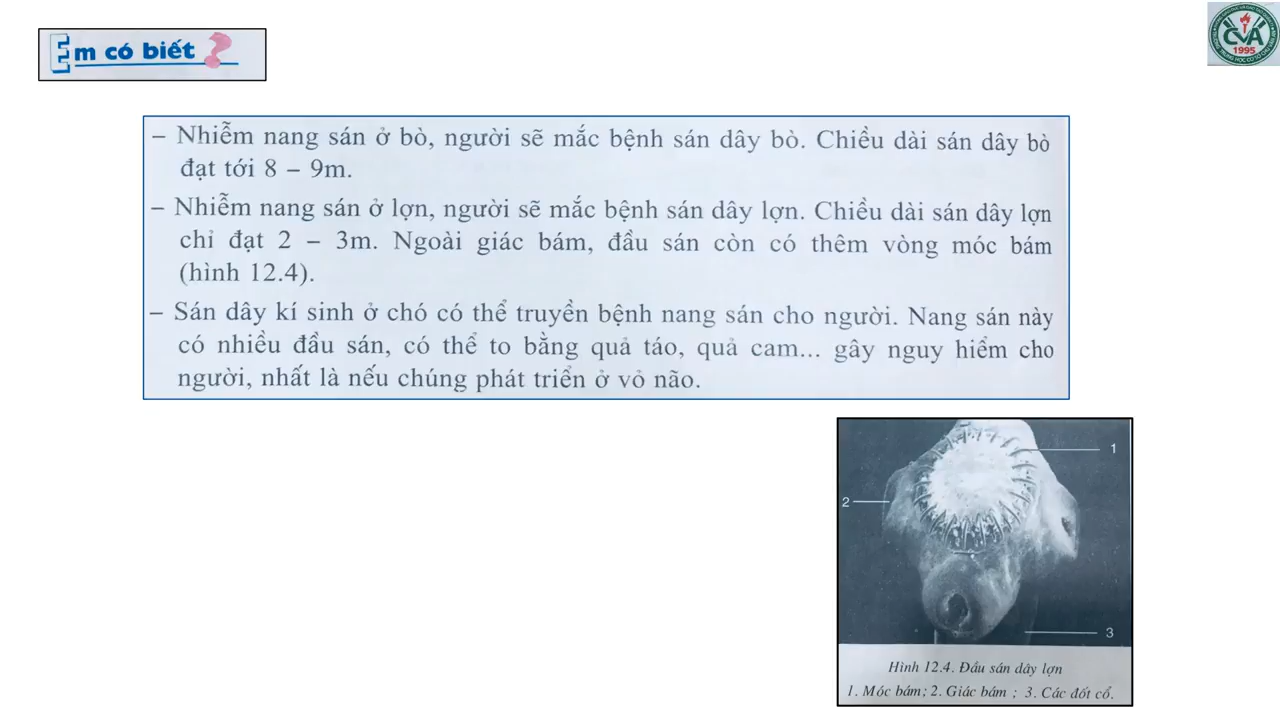 Em có biết ?
CVA
1995
– Nhiễm nang sán ở bò, người sẽ mắc bệnh sán dây bò. Chiều dài sán dây bò
đạt tới 8 – 9m.
– Nhiễm nang sán ở lợn, người sẽ mắc bệnh sán dây lợn. Chiều dài sán dây lợn
chỉ đạt 2 – 3m. Ngoài giác bám, đầu sán còn có thêm vòng móc bám
(hình 12.4).
– Sán dây kí sinh ở chó có thể truyền bệnh nang sán cho người. Nang sán này
có nhiều đầu sán, có thể to bằng quả táo, quả cam... gây nguy hiểm cho
người, nhất là nếu chúng phát triển ở vỏ não.
1
2
3
Hình 12.4. Đầu sán dây lợn
1. Móc bám; 2. Giác bám ; 3. Các đốt cổ.